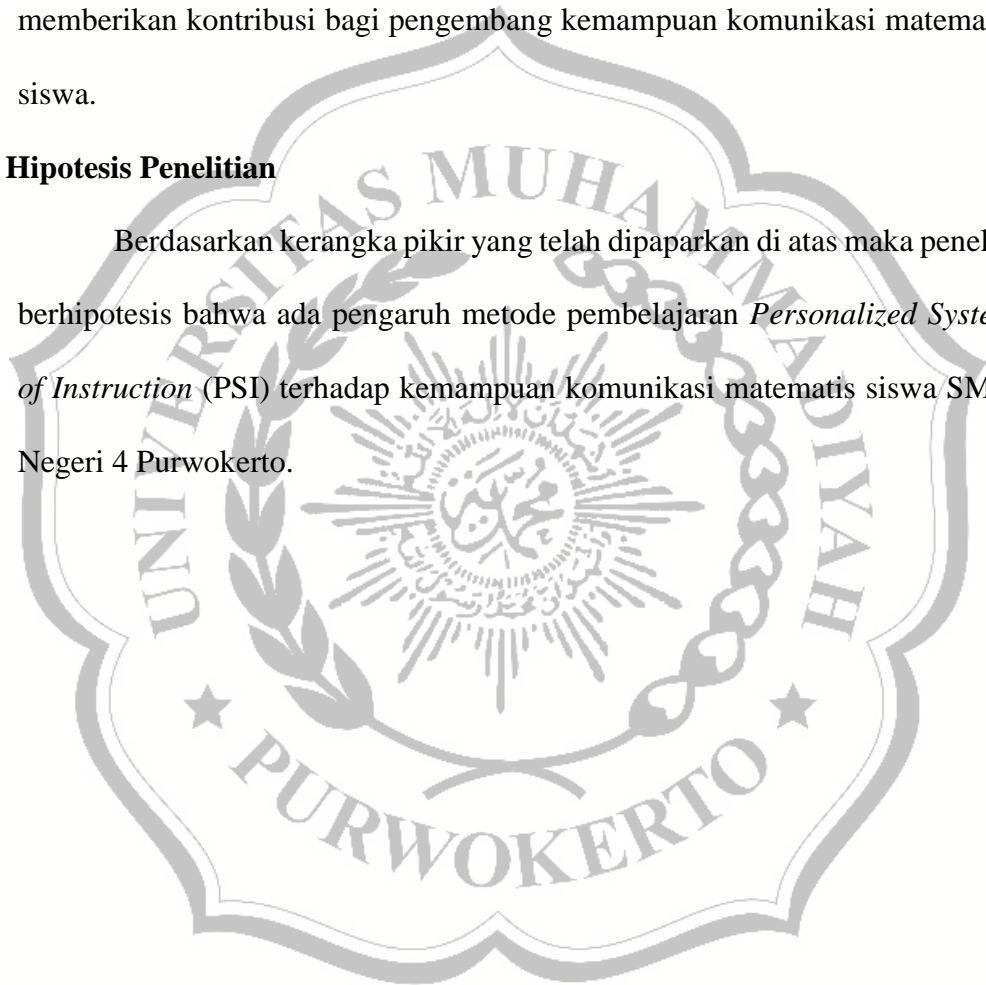 memberikan kontribusi bagi pengembang kemampuan komunikasi matema
siswa.
Hipotesis Penelitian
Berdasarkan kerangka pikir yang telah dipaparkan di atas maka penel
berhipotesis bahwa ada pengaruh metode pembelajaran Personalized Syste
of Instruction (PSI) terhadap kemampuan komunikasi matematis siswa SM
Negeri 4 Purwokerto.
UNIVERSITAS MUHAMMADIYAH
PURWOKERTO